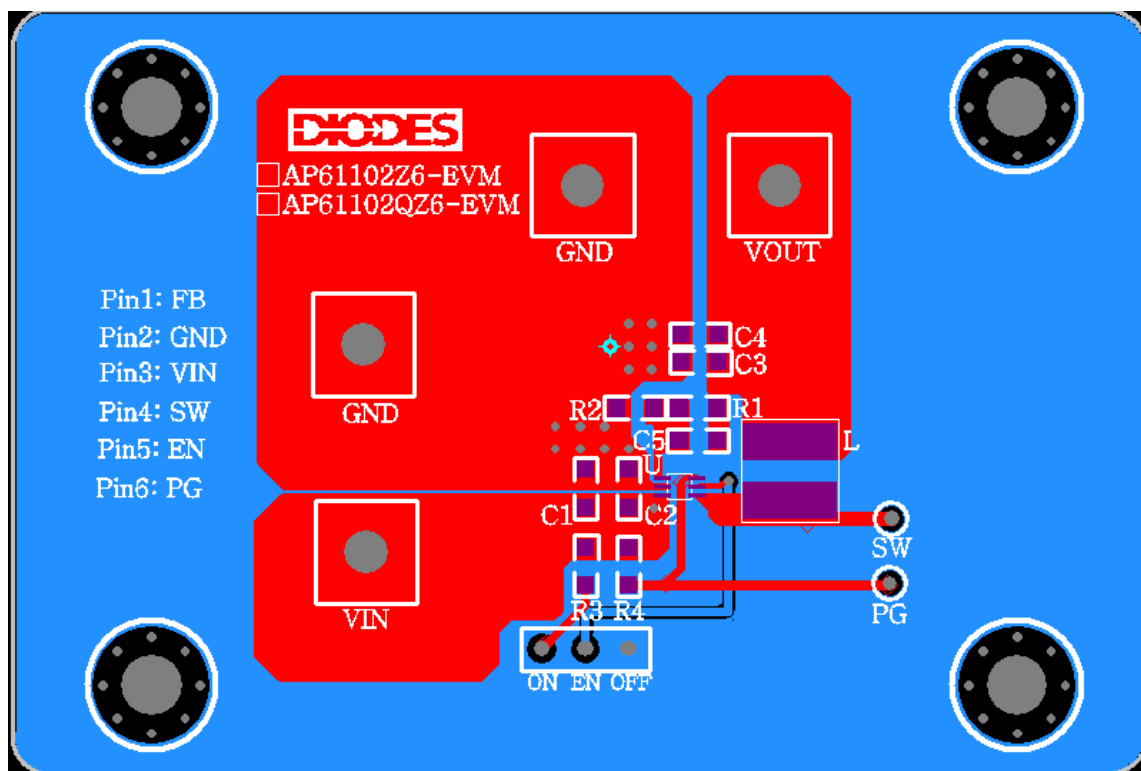 DIODES
AP61102Z6-EVM
AP61102QZ6-EVM
GND
VOUT
Pin1: FB
Pin2: GND
Pin3: VIN
Pin4: SW
Pin5: EN
Pin6: PG
GND
C4
C3
R2
R1
C5
L
U
C1
C2
SW
VIN
R3
R4
PG
ON EN OFF